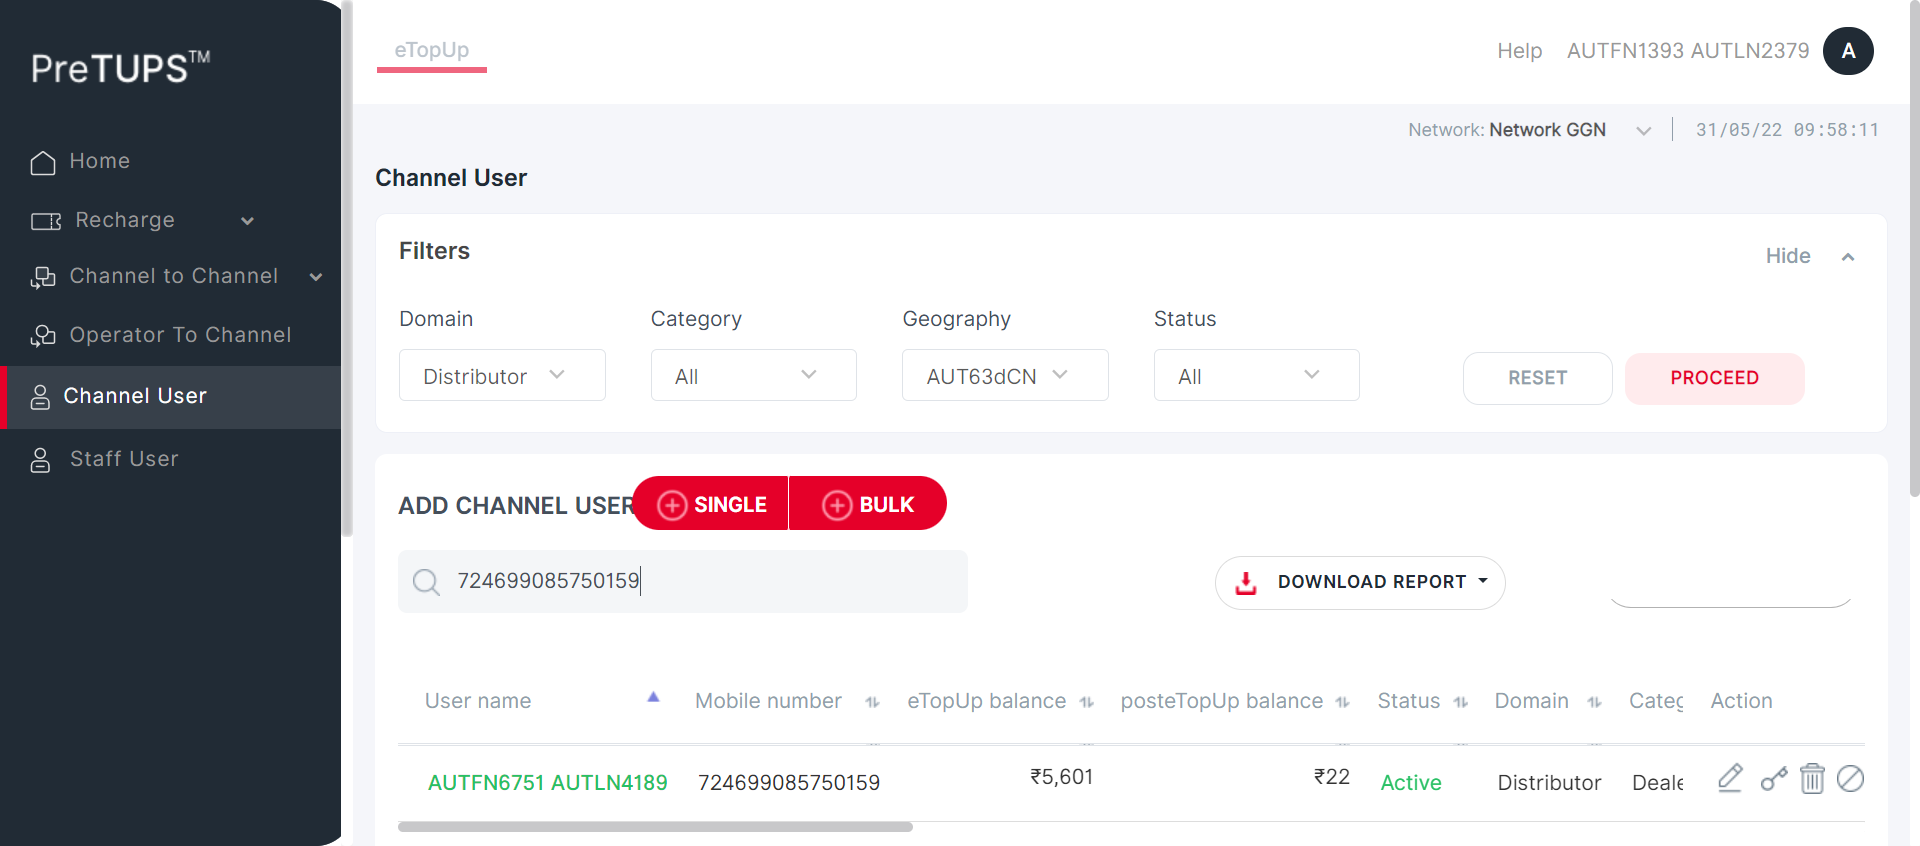 PreTUPS™
Home
Recharge
Channel to Channel
Operator To Channel
Channel User
Staff User
eTopUp
Help AUTFN1393 AUTLN2379 A
Network: Network GGN 31/05/22 09:58:11
Channel User
Filters
Hide
Domain Category Geography Status
Distributor All AUT63dCN All RESET PROCEED
ADD CHANNEL USER SINGLE BULK
724699085750159 DOWNLOAD REPORT
User name Mobile number eTopUp balance posteTopUp balance Status Domain Categ Action
AUTFN6751 AUTLN4189 724699085750159 ₹5,601 ₹22 Active Distributor Deale